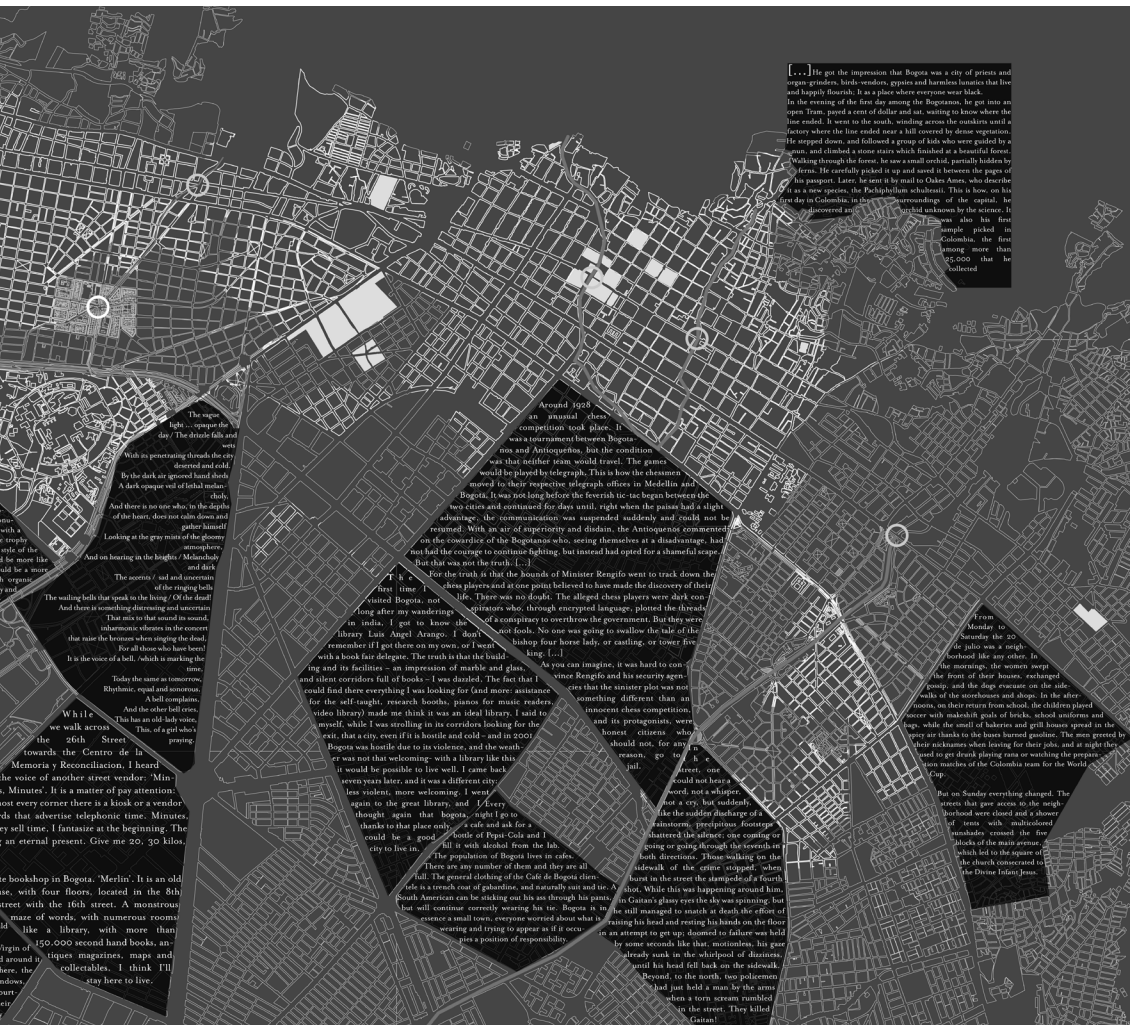 [...] He got the impression that Bogota was a city of priests and
organ-grinders, birds-vendors, gypsies and harmless lunatics that live
and happily flourish; It as a place where everyone wear black.
In the evening of the first day among the Bogotanos, he got into an
open Tram, payed a cent of dollar and sat, waiting to know where the
line ended. It went to the south, winding across the outskirts until a
factory where the line ended near a hill covered by dense vegetation.
He stepped down, and followed a group of kids who were guided by a
nun, and climbed a stone stairs which finished at a beautiful forest.
Walking through the forest, he saw a small orchid, partially hidden by
ferns. He carefully picked it up and saved it between the pages of
his passport. Later, he sent it by mail to Oakes Ames, who describe
it as a new species, the Pachiphyllum schultessii. This is how, on his
first day in Colombia, in the surroundings of the capital, he
discovered an orchid unknown by the science. It
was also his first
sample picked in
Colombia, the first
among more than
25,000 that he
collected
The vague
light ... opaque the
day / The drizzle falls and
wets
With its penetrating threads the city
deserted and cold.
By the dark air ignored hand sheds
A dark opaque veil of lethal melan-
choly,
And there is no one who, in the depths
of the heart, does not calm down and
gather himself
Looking at the gray mists of the gloomy
atmosphere,
And on hearing in the heights / Melancholy
and dark
The accents / sad and uncertain
of the ringing bells
The wailing bells that speak to the living / Of the dead!
And there is something distressing and uncertain
That mix to that sound its sound,
inharmonic vibrates in the concert
that raise the bronzes when singing the dead,
For all those who have been!
It is the voice of a bell, /which is marking the
time,
Today the same as tomorrow,
Rhythmic, equal and sonorous,
A bell complains,
And the other bell cries,
This has an old-lady voice,
This, of a girl who's
praying.
Around 1928
an unusual chess
competition took place. It
was a tournament between Bogota-
nos and Antioqueños, but the condition
was that neither team would travel. The games
would be played by telegraph. This is how the chessmen
moved to their respective telegraph offices in Medellín and
Bogota. It was not long before the feverish tic-tac began between the
two cities and continued for days until, right when the paisas had a slight
advantage, the communication was suspended suddenly and could not be
returned. With an air of superiority and disdain, the Antioquenos commented
on the cowardice of the Bogotanos who, seeing themselves at a disadvantage, had
not had the courage to continue fighting, but instead had opted for a shameful scape.
But that was not the truth. [...]
For the truth is that the hounds of Minister Rengifo went to track down the
chess players and at one point believed to have made the discovery of their
life. There was no doubt. The alleged chess players were dark con-
spirators who, through encrypted language, plotted the threads
of a conspiracy to overthrow the government. But they were
not fools. No one was going to swallow the tale of the
bishop four horse lady, or castling, or tower five
king. [...]
As you can imagine, it was hard to con-
vince Rengifo and his security agen-
cies that the sinister plot was not
something different than an
innocent chess competition,
and its protagonists, were
honest citizens who
should not, for any
reason, go to
jail.
The
first time I
visited Bogota, not
long after my wanderings
in india, I got to know the
library Luis Angel Arango. I don't
remember if I got there on my own, or I went
with a book fair delegate. The truth is that the build-
ing and its facilities – an impression of marble and glass,
and silent corridors full of books – I was dazzled. The fact that I
could find there everything I was looking for (and more: assistance
for the self-taught, research booths, pianos for music readers,
video library) made me think it was an ideal library. I said to
myself, while I was strolling in its corridors looking for the
exit, that a city, even if it is hostile and cold – and in 2001
Bogota was hostile due to its violence, and the weath-
er was not that welcoming- with a library like this
it would be possible to live well. I came back
seven years later, and it was a different city:
less violent, more welcoming. I went
again to the great library, and I
thought again that bogota,
thanks to that place only,
could be a good
city to live in.
Every
night I go to
a cafe and ask for a
bottle of Pepsi-Cola and I
fill it with alcohol from the lab.
The population of Bogota lives in cafes.
There are any number of them and they are all
full. The general clothing of the Café de Bogotá clien-
tele is a trench coat of gabardine, and naturally suit and tie. A
South American can be sticking out his ass through his pants
but will continue correctly wearing his tie. Bogota is in
essence a small town, everyone worried about what is
wearing and trying to appear as if it occu-
pies a position of responsibility.
In
the
street, one
could not hear a
word, not a whisper,
not a cry, but suddenly,
like the sudden discharge of a
brainstorm, precipitous footsteps
shattered the silence; one coming or
going or going through the seventh in
both directions. Those walking on the
sidewalk of the crime stopped, when
burst in the street the stampede of a fourth
shot. While this was happening around him,
in Gaitan's glassy eyes the sky was spinning, but
he still managed to snatch at death the effort of
raising his head and resting his hands on the floor
in an attempt to get up; doomed to failure was held
by some seconds like that, motionless, his gaze
already sunk in the whirlpool of dizziness,
until his head fell back on the sidewalk.
Beyond, to the north, two policemen
had just held a man by the arms
when a torn scream rumbled
in the street. They killed
Gaitan!
From
Monday to
Saturday the 20
de julio was a neigh-
borhood like any other. In
the mornings, the women swept
the front of their houses, exchanged
gossip, and the dogs evacuate on the side-
walks of the storehouses and shops. In the after-
noons, on their return from school, the children played
soccer with makeshift goals of bricks, school uniforms and
bags, while the smell of bakeries and grill houses spread in the
spicy air thanks to the buses burned gasoline. The men greeted by
their nicknames when leaving for their jobs, and at night they
used to get drunk playing rana or watching the prepara-
tion matches of the Colombia team for the World
Cup.
But on Sunday everything changed. The
streets that gave access to the neigh-
borhood were closed and a shower
of tents with multicolored
sunshades crossed the five
blocks of the main avenue,
which led to the square of
the church consecrated to
the Divine Infant Jesus.
While
we walk across
the 26th Street
towards the Centro de la
Memoria y Reconciliacion, I heard
the voice of another street vendor: 'Min-
s, Minutes'. It is a matter of pay attention:
ost every corner there is a kiosk or a vendor
rds that advertise telephonic time. Minutes,
ey sell time, I fantasize at the beginning. The
g an eternal present. Give me 20, 30 kilos,
te bookshop in Bogota. 'Merlin'. It is an old
use, with four floors, located in the 8th
street with the 16th street. A monstrous
maze of words, with numerous rooms
like a library, with more than
150.000 second hand books, an-
tiques magazines, maps and
collectables. I think I'll
stay here to live.
onu-
with a
e trophy
style of the
d be more like
uld be a more
h organic
y and
ld
Virgin of
d around it
here, the
ndows,
ourt-
eir